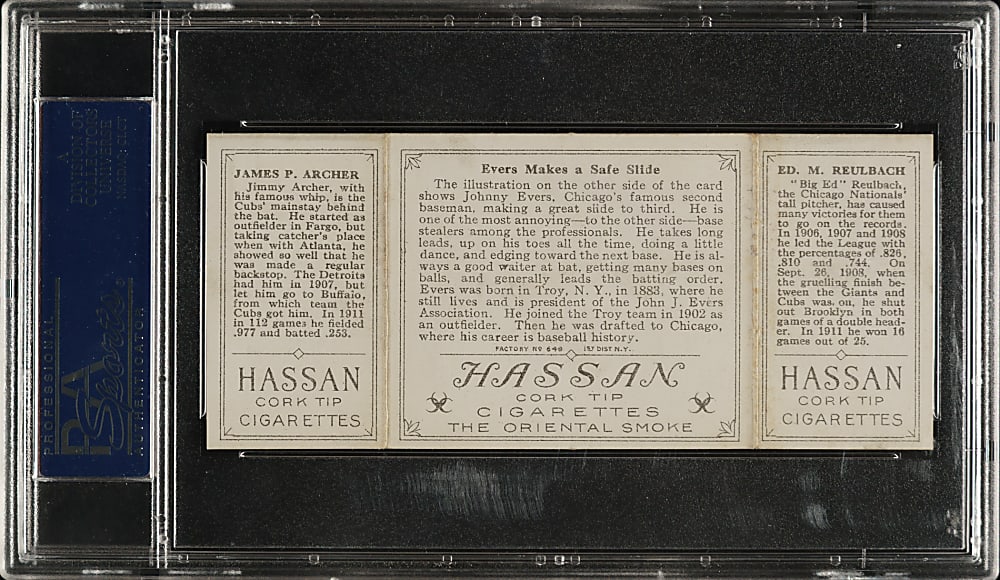 DIVISION OF
COLLECTORS
UNIVERSE
NASDAQ: CLCT
PROFESSIONAL
PSA
Sports
AUTHENTICATOR
JAMES P. ARCHER
Jimmy Archer, with
his famous whip, is the
Cubs' mainstay behind
the bat. He started as
outfielder in Fargo, but
taking catcher's place
when with Atlanta, he
showed so well that he
was made a regular
backstop. The Detroits
had him in 1907, but
let him go to Buffalo,
from which team the
Cubs got him. In 1911
in 112 games he fielded
.977 and batted .253.
HASSAN
CORK TIP
CIGARETTES
Evers Makes a Safe Slide
The illustration on the other side of the card
shows Johnny Evers, Chicago's famous second
baseman, making a great slide to third. He is
one of the most annoying—to the other side—base
stealers among the professionals. He takes long
leads, up on his toes all the time, doing a little
dance, and edging toward the next base. He is al-
ways a good waiter at bat, getting many bases on
balls, and generally leads the batting order.
Evers was born in Troy, N. Y., in 1883, where he
still lives and is president of the John J. Evers
Association. He joined the Troy team in 1902 as
an outfielder. Then he was drafted to Chicago,
where his career is baseball history.
FACTORY No 649 1ST DIST N.Y.
HASSAN
CORK TIP
CIGARETTES
THE ORIENTAL SMOKE
ED. M. REULBACH
"Big Ed" Reulbach,
the Chicago Nationals'
tall pitcher, has caused
many victories for them
to go on the records.
In 1906, 1907 and 1908
he led the League with
the percentages of .826,
.810 and .744. On
Sept. 26, 1908, when
the gruelling finish be-
tween the Giants and
Cubs was on, he shut
out Brooklyn in both
games of a double head-
er. In 1911 he won 16
games out of 25.
HASSAN
CORK TIP
CIGARETTES